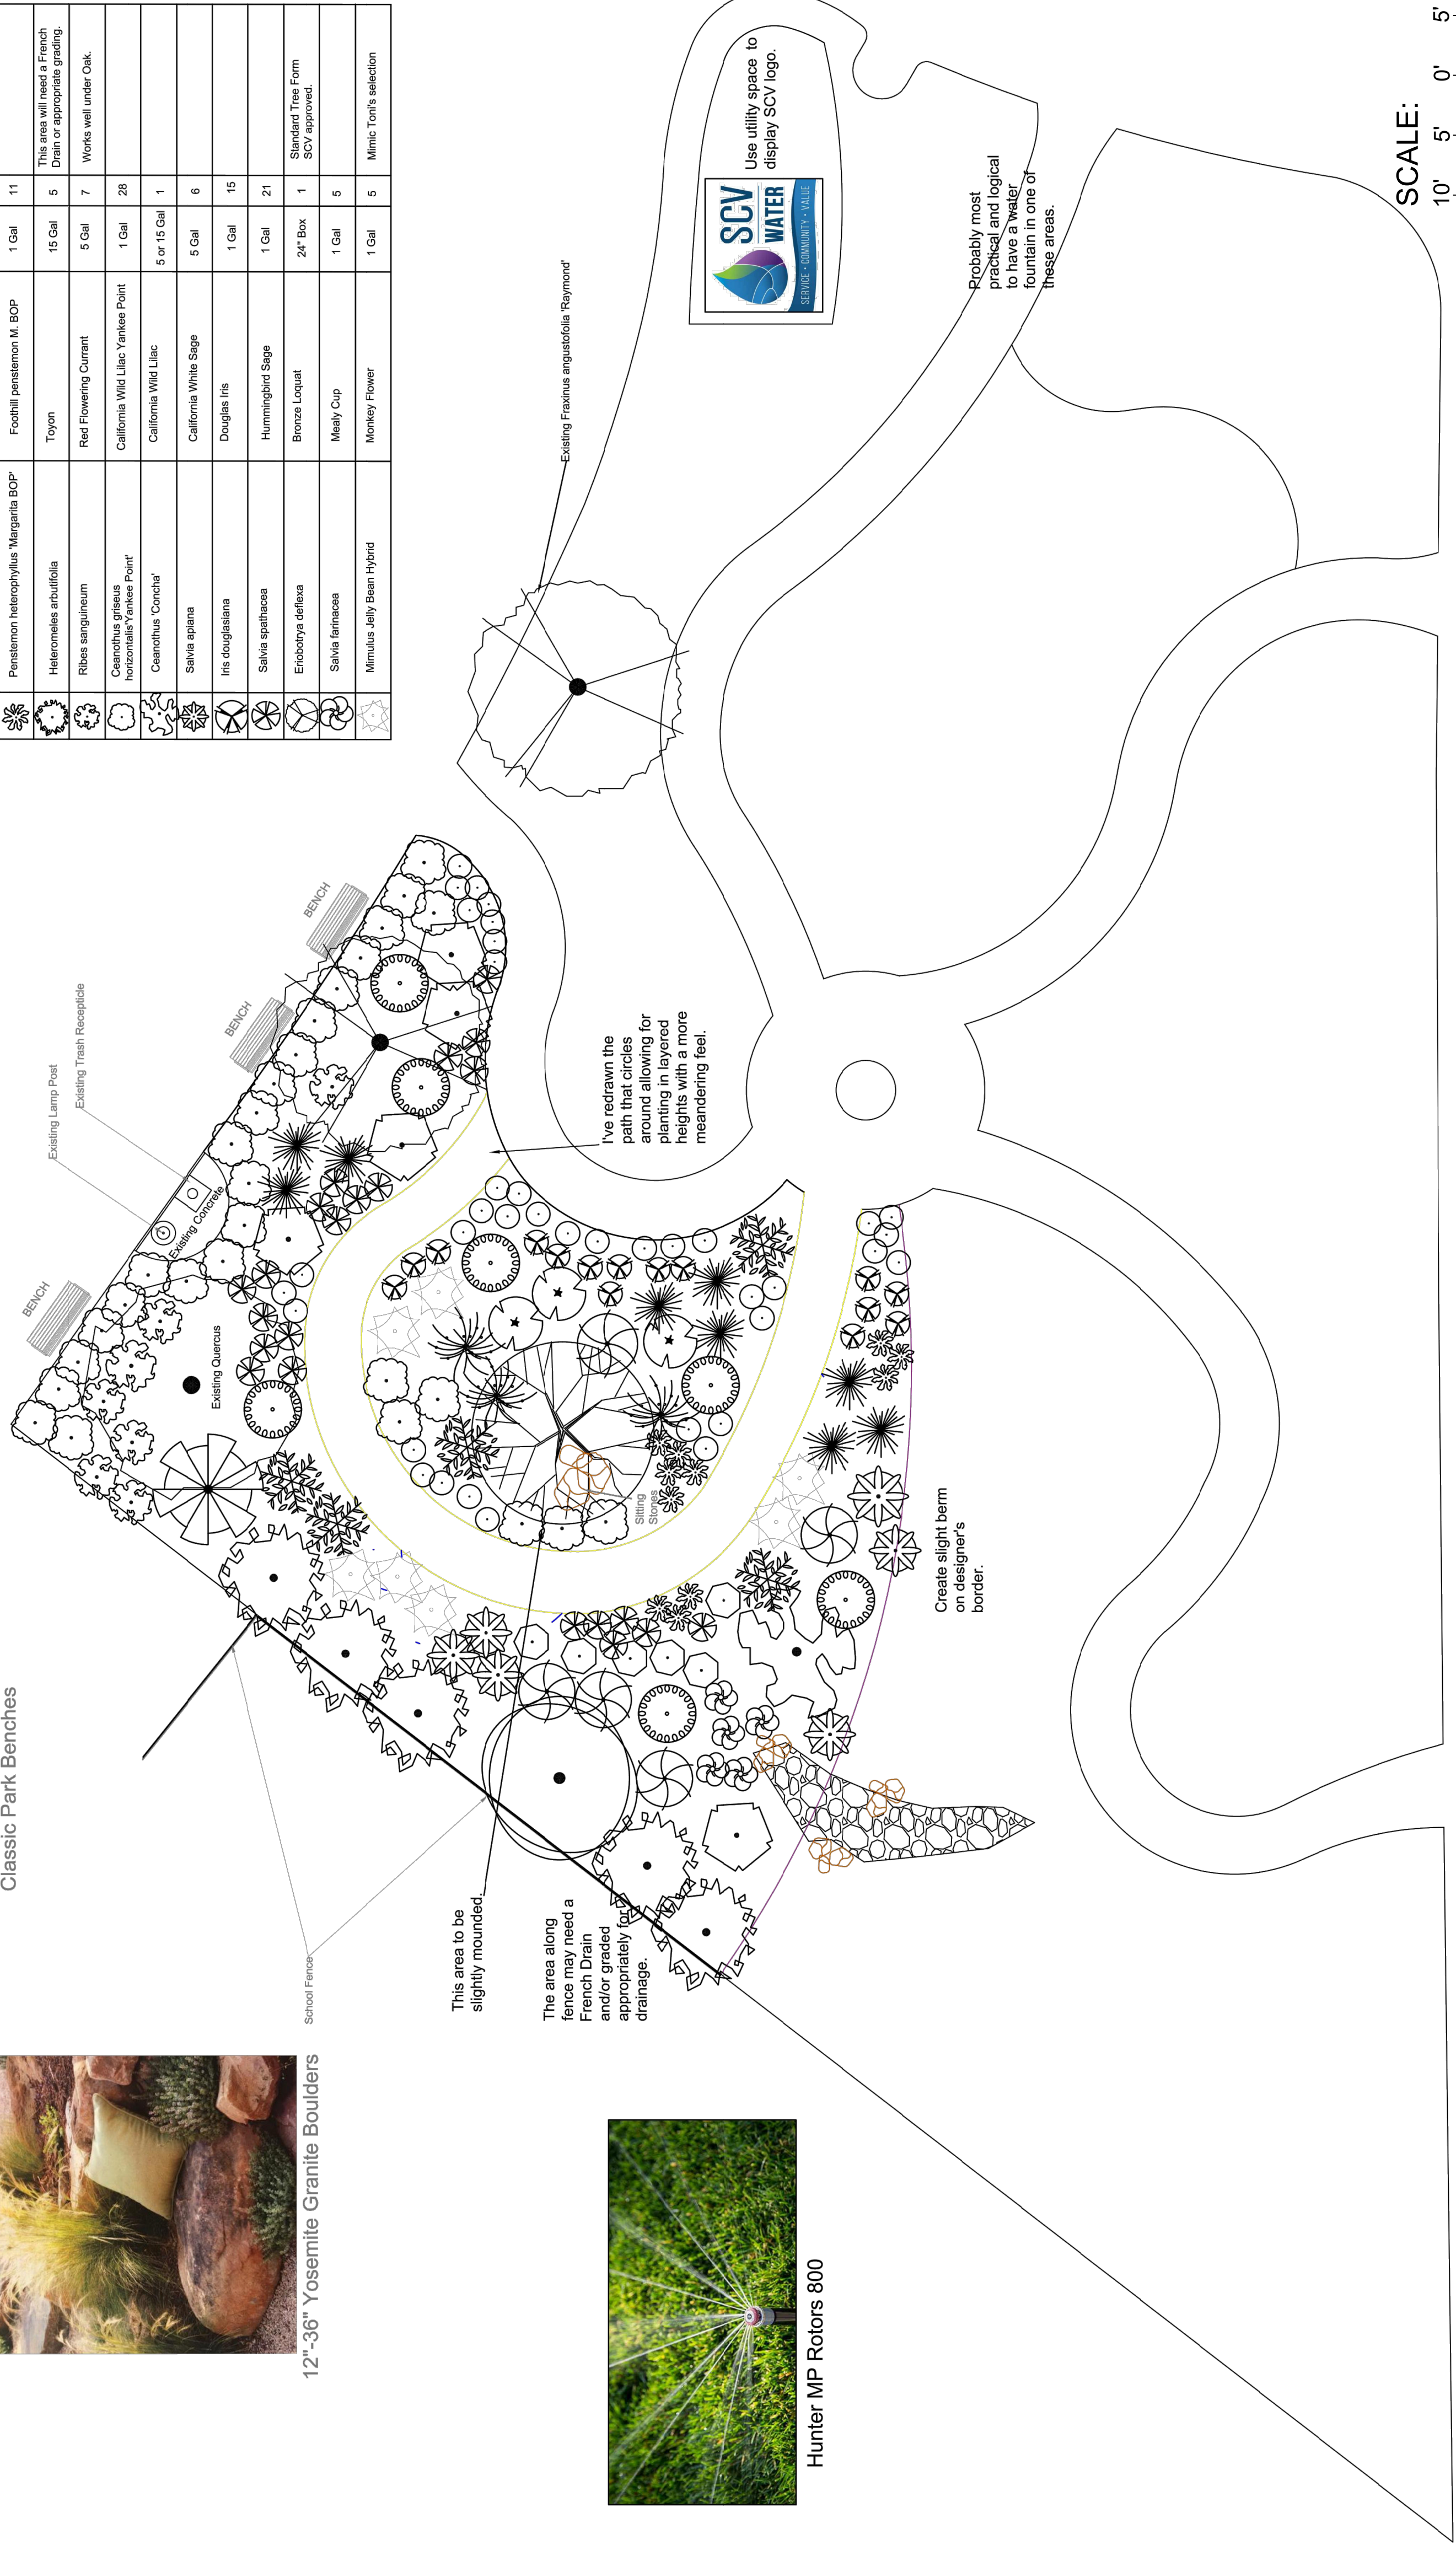 Penstemon heterophyllus 'Margarita BOP' Foothill penstemon M. BOP 1 Gal 11
Heteromeles arbutifolia Toyon 15 Gal 5 This area will need a French
Drain or appropriate grading.
Ribes sanguineum Red Flowering Currant 5 Gal 7 Works well under Oak.
Ceanothus griseus
horizontalis'Yankee Point' California Wild Lilac Yankee Point 1 Gal 28
Ceanothus 'Concha' California Wild Lilac 5 or 15 Gal 1
Salvia apiana California White Sage 5 Gal 6
Iris douglasiana Douglas Iris 1 Gal 15
Salvia spathacea Hummingbird Sage 1 Gal 21
Eriobotrya deflexa Bronze Loquat 24" Box 1 Standard Tree Form
SCV approved.
Salvia farinacea Mealy Cup 1 Gal 5
Mimulus Jelly Bean Hybrid Monkey Flower 1 Gal 5 Mimic Toni's selection
Classic Park Benches
12"-36" Yosemite Granite Boulders
School Fence
BENCH
Existing Lamp Post
Existing Trash Recepticle
Existing Concrete
BENCH
BENCH
Existing Quercus
Existing Fraxinus angustofolia 'Raymond'
Use utility space to
display SCV logo.
SCV
WATER
SERVICE • COMMUNITY • VALUE
This area to be
slightly mounded.
The area along
fence may need a
French Drain
and/or graded
appropriately for
drainage.
Sitting
Stones
I've redrawn the
path that circles
around allowing for
planting in layered
heights with a more
meandering feel.
Hunter MP Rotors 800
Create slight berm
on designer's
border.
Probably most
practical and logical
to have a water
fountain in one of
these areas.
SCALE:
10' 5' 0' 5'